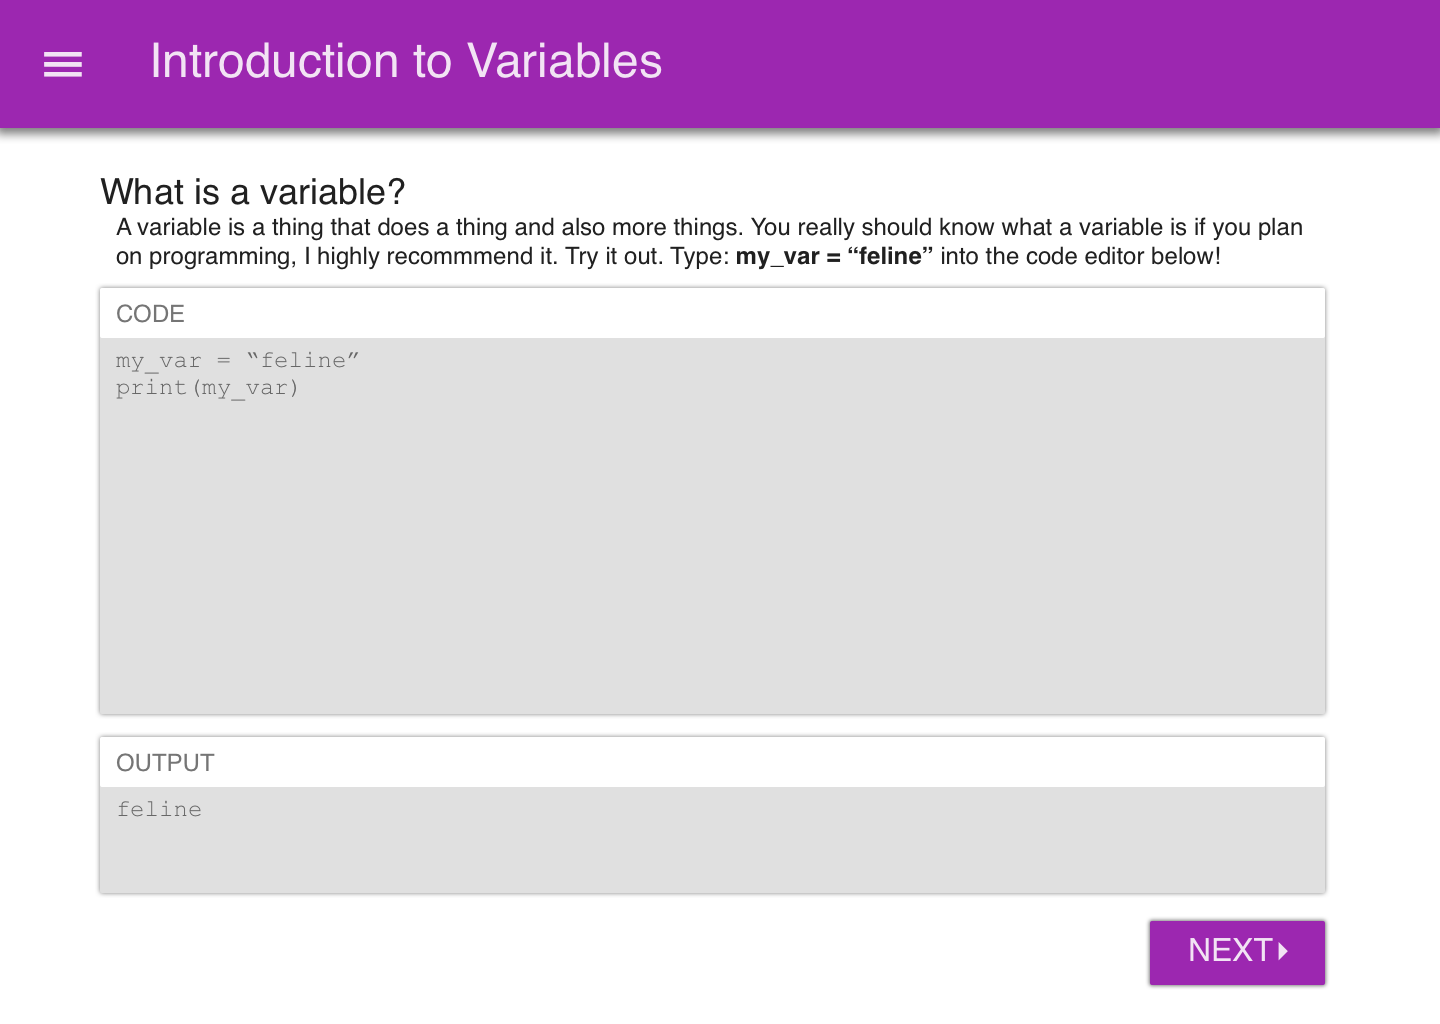 Introduction to Variables
What is a variable?
A variable is a thing that does a thing and also more things. You really should know what a variable is if you plan
on programming, I highly recommmend it. Try it out. Type: my_var = “feline” into the code editor below!
CODE
my_var = “feline”
print(my_var)
OUTPUT
feline
NEXT